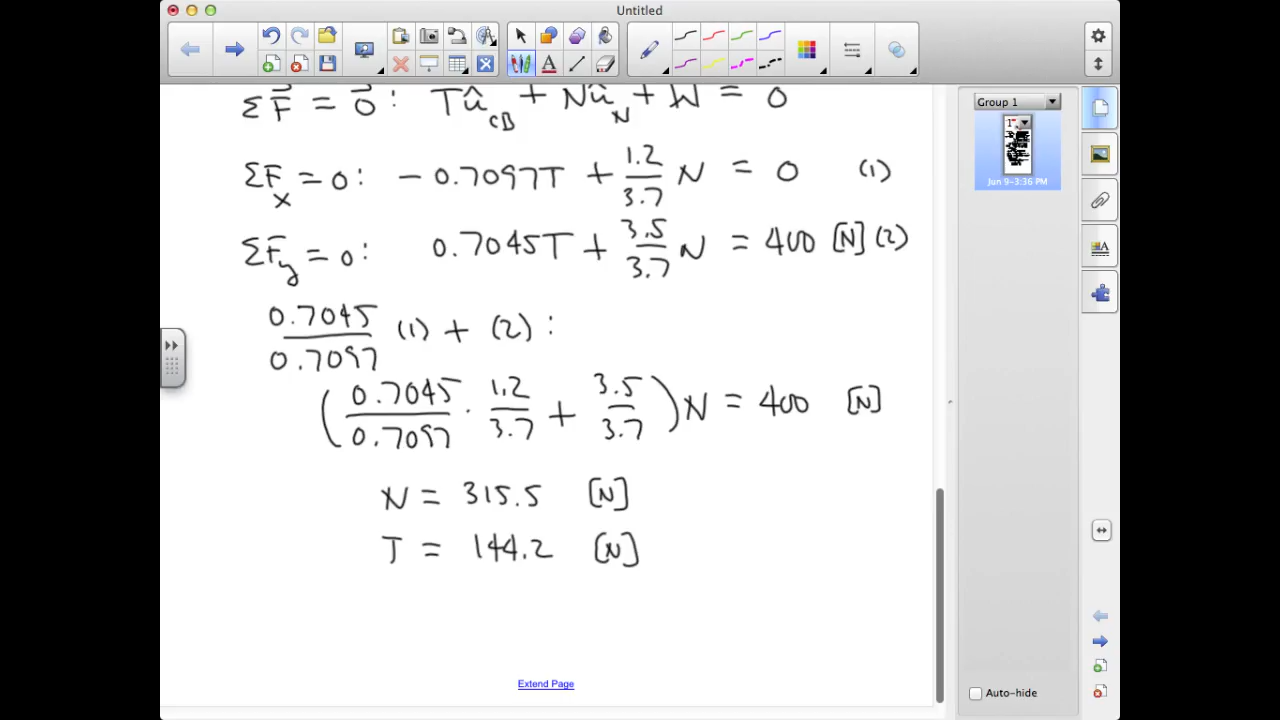 Untitled
ΣF⃗ = 0⃗ : Tû_CB + Nû_N + W = 0
ΣF_x = 0: − 0.7097T + 1.2/3.7 N = 0 (1)
ΣF_y = 0: 0.7045T + 3.5/3.7 N = 400 [N] (2)
0.7045/0.7097 (1) + (2) :
(0.7045/0.7097 · 1.2/3.7 + 3.5/3.7) N = 400 [N]
N = 315.5 [N]
T = 144.2 [N]
Extend Page
Group 1
1
Jun 9-3:36 PM
Auto-hide